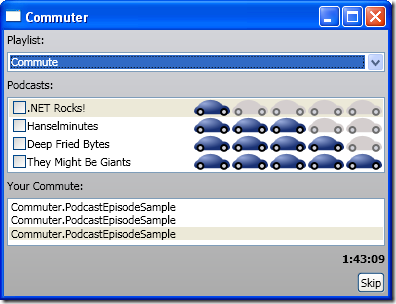 Commuter
Playlist:
Commute
Podcasts:
.NET Rocks!
Hanselminutes
Deep Fried Bytes
They Might Be Giants
Your Commute:
Commuter.PodcastEpisodeSample
Commuter.PodcastEpisodeSample
Commuter.PodcastEpisodeSample
1:43:09
Skip